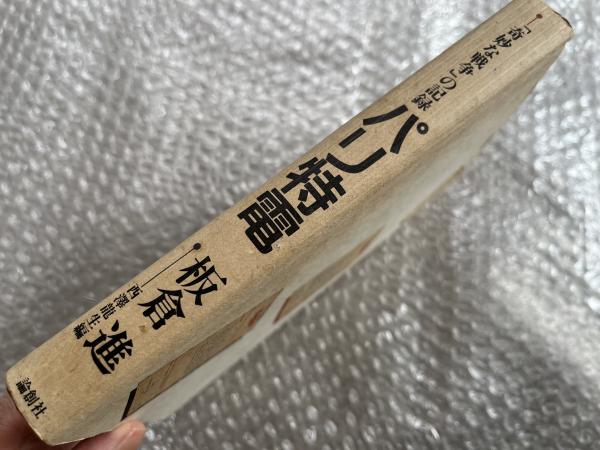 「奇妙な戦争」の記録
パリ特電
板倉進
西澤龍生編
論創社